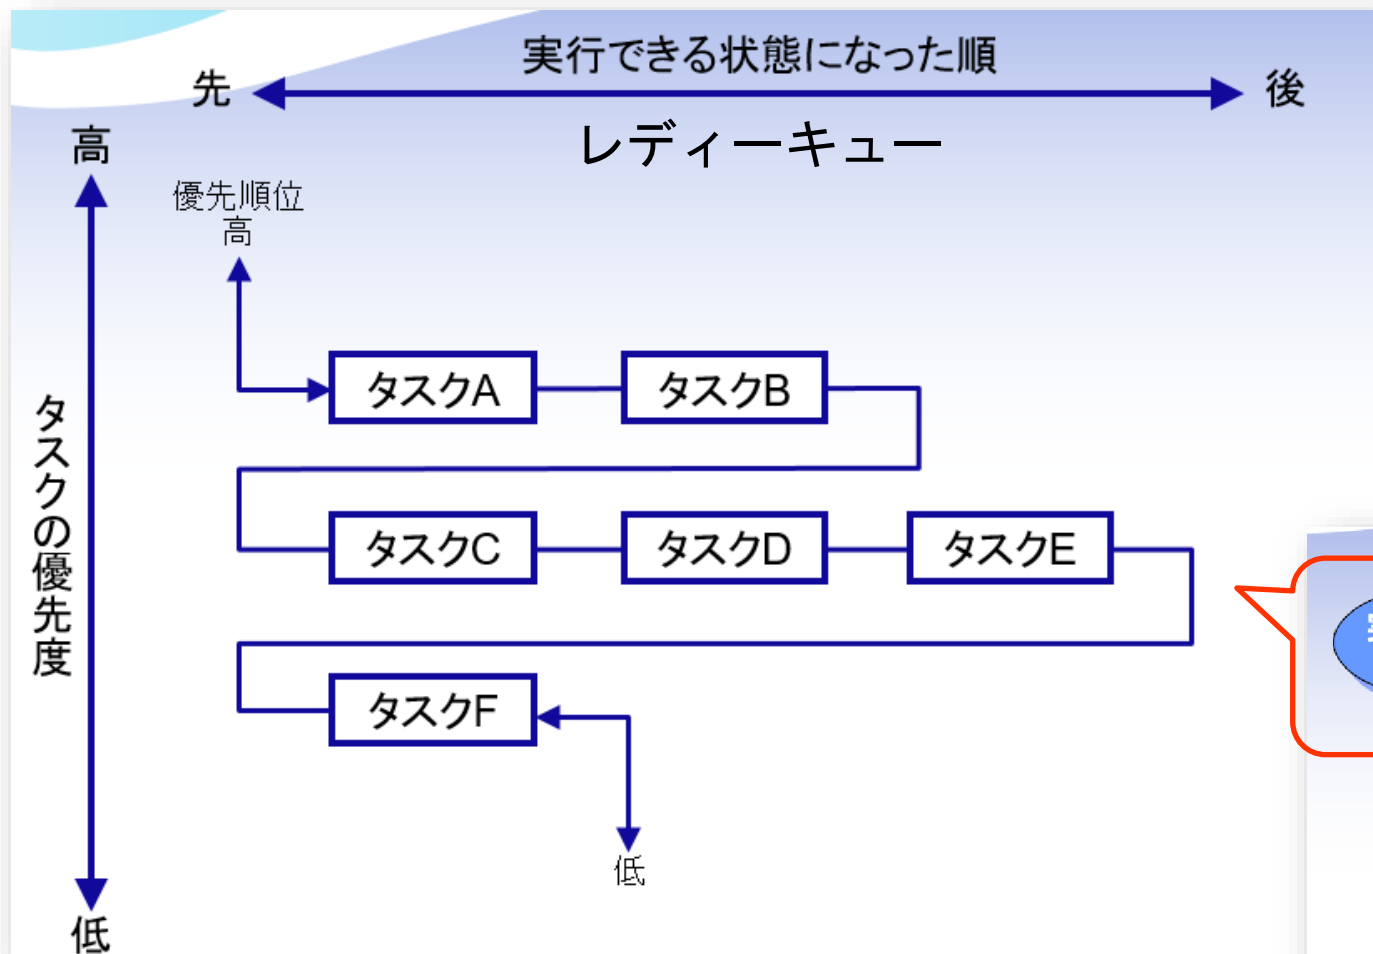 実行できる状態になった順
先
後
レディーキュー
高
優先順位
高
タスクA
タスクB
タスクの優先度
タスクC
タスクD
タスクE
タスクF
低
低